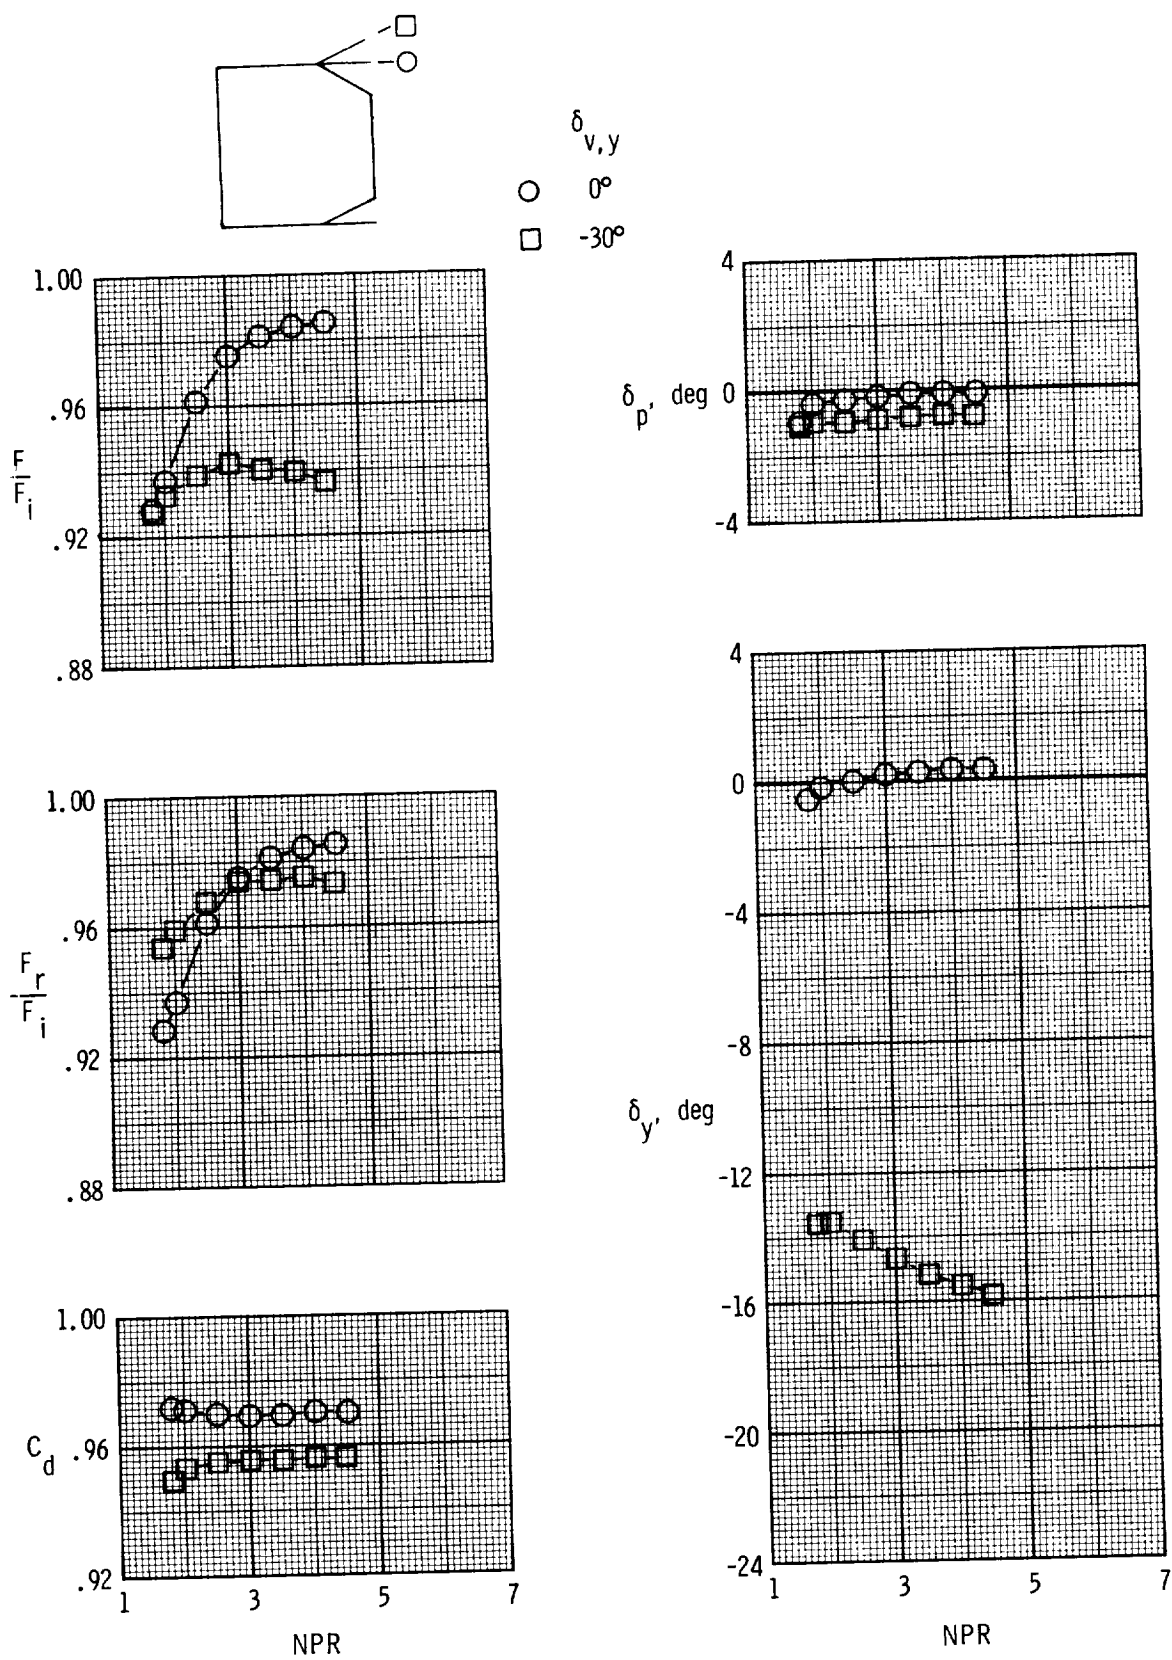 δv,y
0°
-30°
1.00
.96
.92
.88
F
Fi
4
0
-4
δp, deg
1.00
.96
.92
.88
Fr
Fi
4
0
-4
-8
-12
-16
-20
-24
δy, deg
1.00
.96
.92
Cd
1 3 5 7
NPR
1 3 5 7
NPR